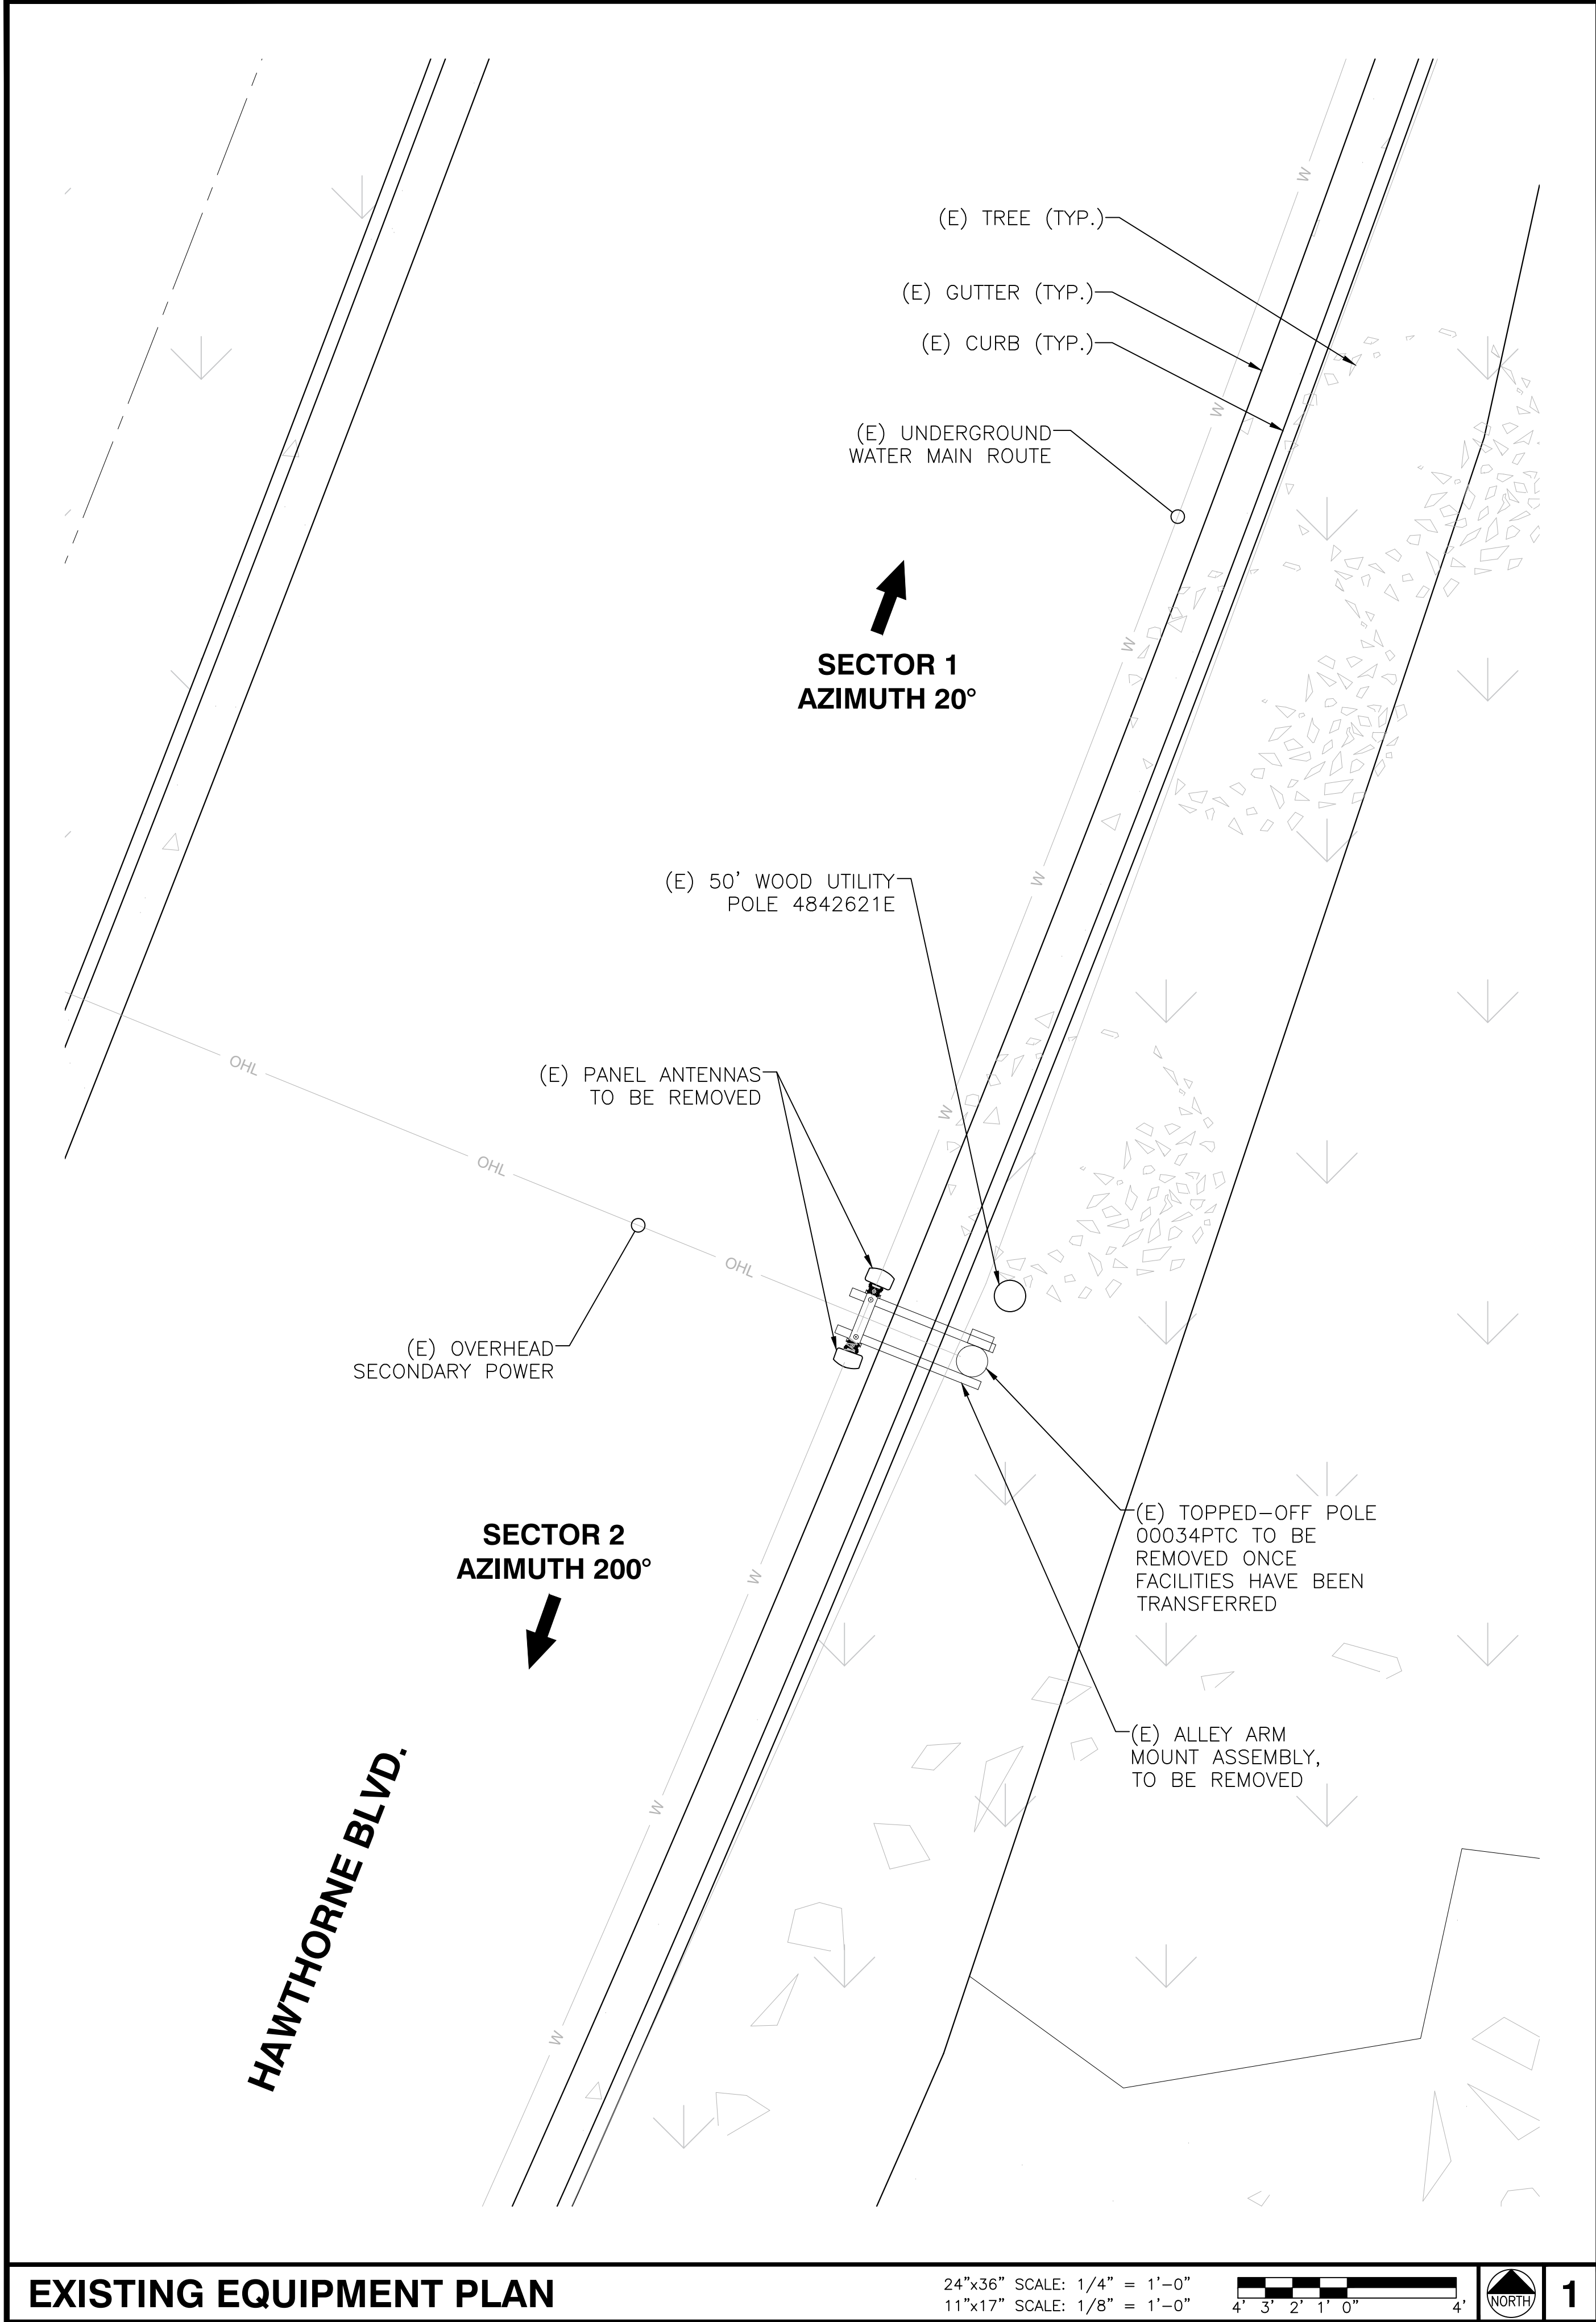 W
(E) TREE (TYP.)
(E) GUTTER (TYP.)
(E) CURB (TYP.)
W
(E) UNDERGROUND
WATER MAIN ROUTE
W
SECTOR 1
AZIMUTH 20°
(E) 50' WOOD UTILITY
POLE 4842621E
W
OHL
(E) PANEL ANTENNAS
TO BE REMOVED
W
OHL
OHL
(E) OVERHEAD
SECONDARY POWER
(E) TOPPED-OFF POLE
00034PTC TO BE
REMOVED ONCE
FACILITIES HAVE BEEN
TRANSFERRED
SECTOR 2
AZIMUTH 200°
W
(E) ALLEY ARM
MOUNT ASSEMBLY,
TO BE REMOVED
W
HAWTHORNE BLVD.
W
EXISTING EQUIPMENT PLAN
24"x36" SCALE: 1/4" = 1'-0"
11"x17" SCALE: 1/8" = 1'-0"
4' 3' 2' 1' 0" 4'
NORTH
1